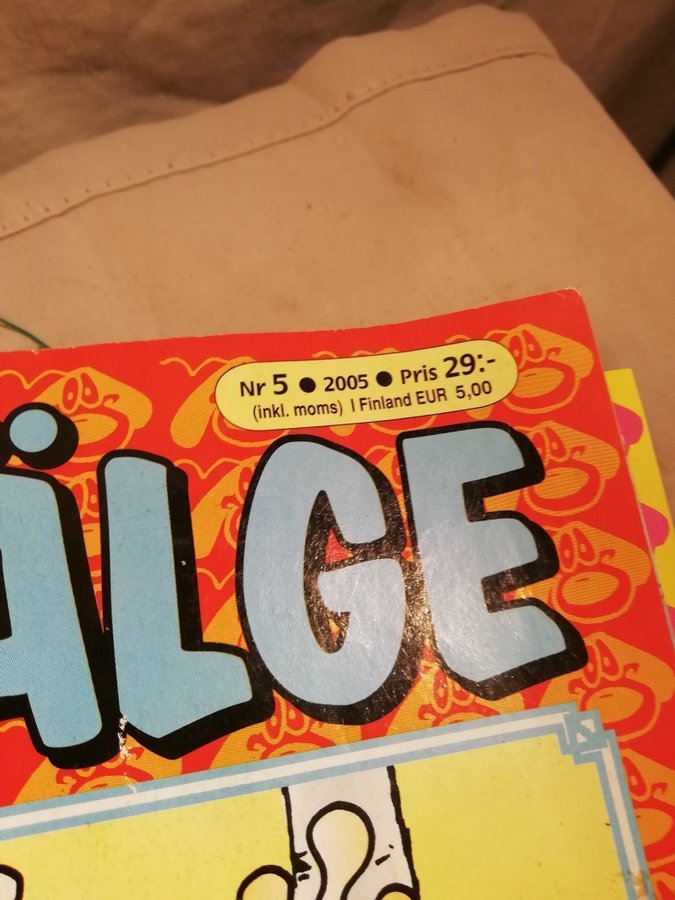 Nr 5 ● 2005 ● Pris 29:-
(inkl. moms) I Finland EUR 5,00
ÄLGE